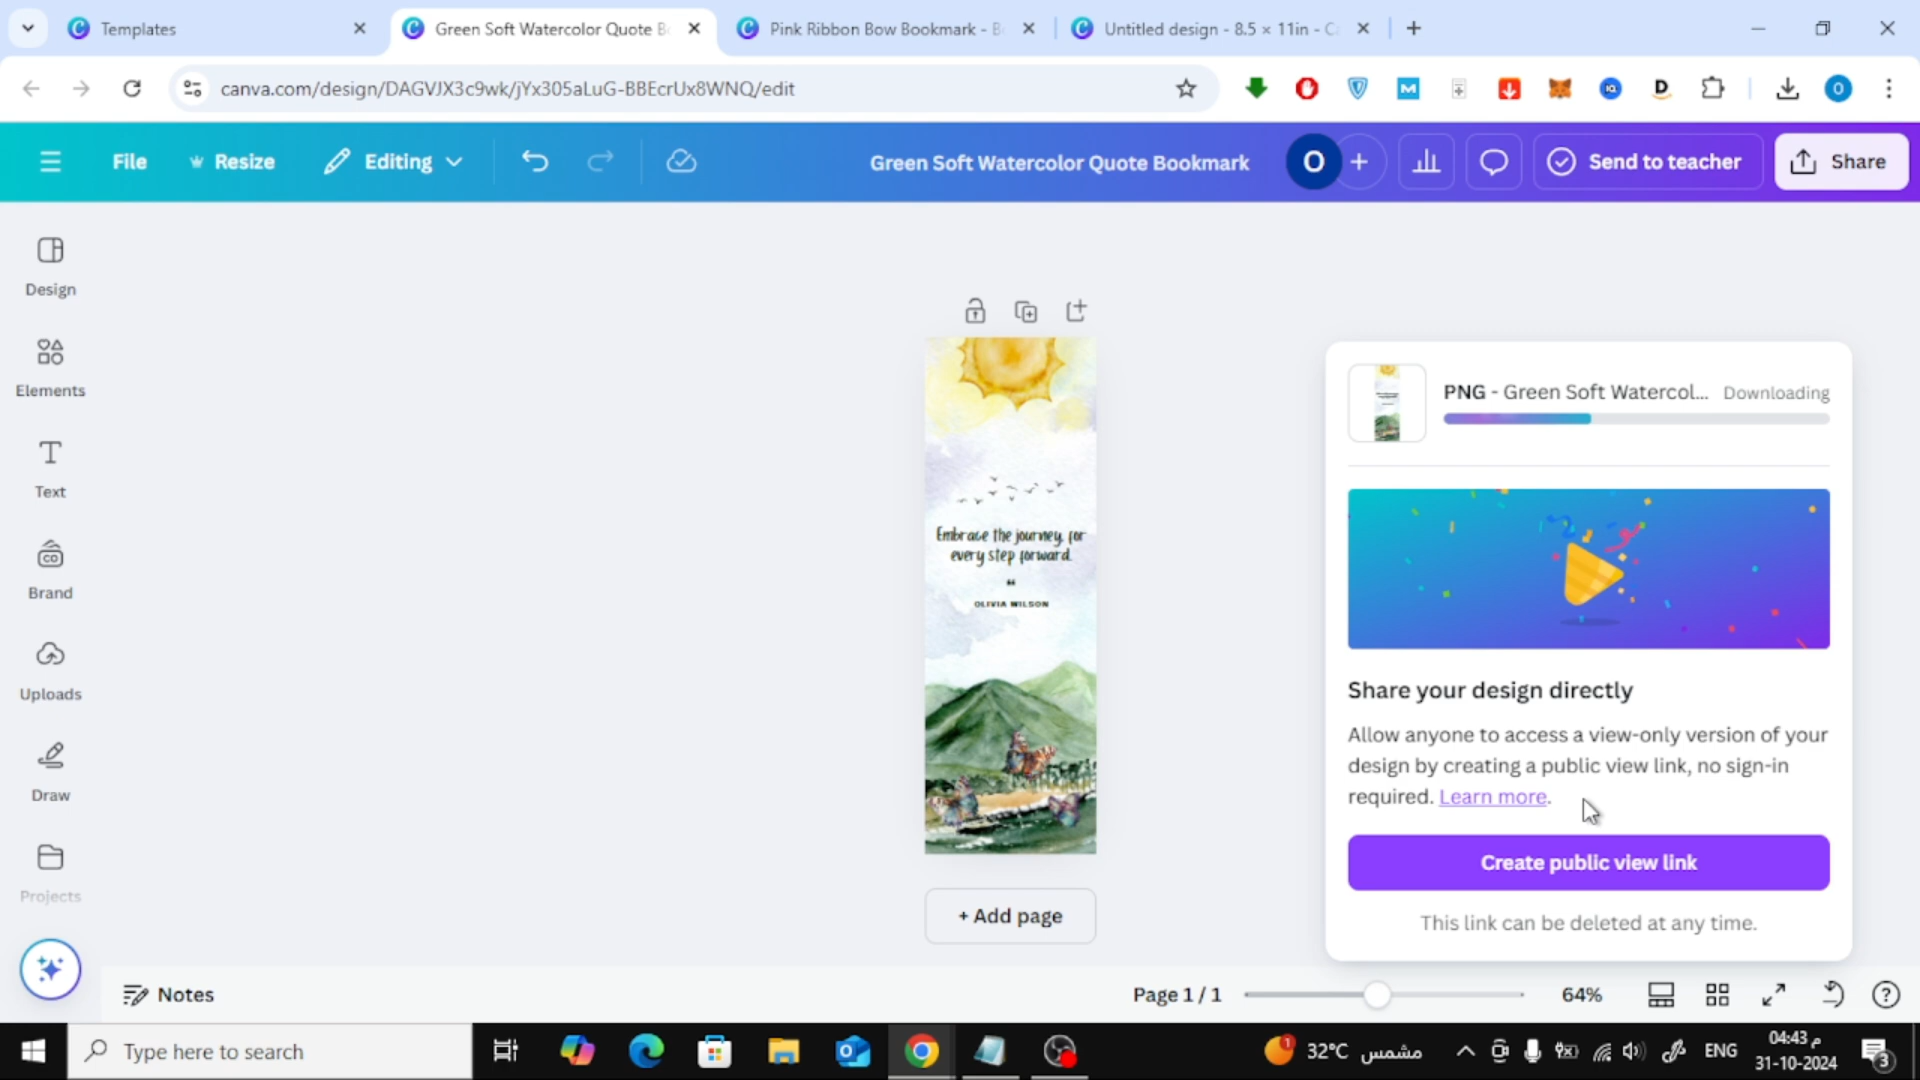 Templates
Green Soft Watercolor Quote B
Pink Ribbon Bow Bookmark - B
Untitled design - 8.5 × 11in - C
canva.com/design/DAGVJX3c9wk/jYx305aLuG-BBEcrUx8WNQ/edit
File
Resize
Editing
Green Soft Watercolor Quote Bookmark
O
Send to teacher
Share
Design
Elements
Text
Brand
Uploads
Draw
Projects
Embrace the journey, for
every step forward.
OLIVIA WILSON
+ Add page
PNG - Green Soft Watercol...
Downloading
Share your design directly
Allow anyone to access a view-only version of your
design by creating a public view link, no sign-in
required. Learn more.
Create public view link
This link can be deleted at any time.
Notes
Page 1 / 1
64%
Type here to search
32°C مشمس
ENG
04:43 م
31-10-2024
3